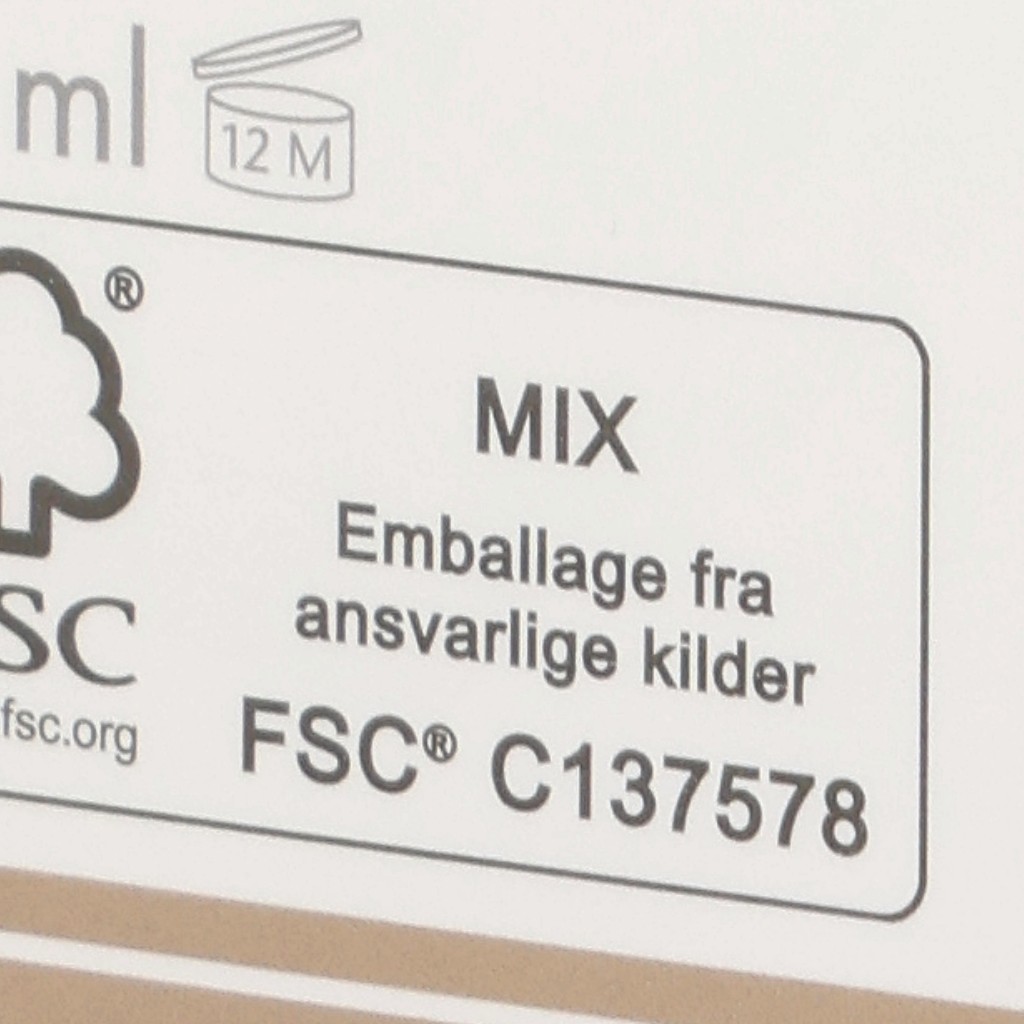 ml
12 M
®
MIX
Emballage fra
ansvarlige kilder
SC
fsc.org
FSC® C137578